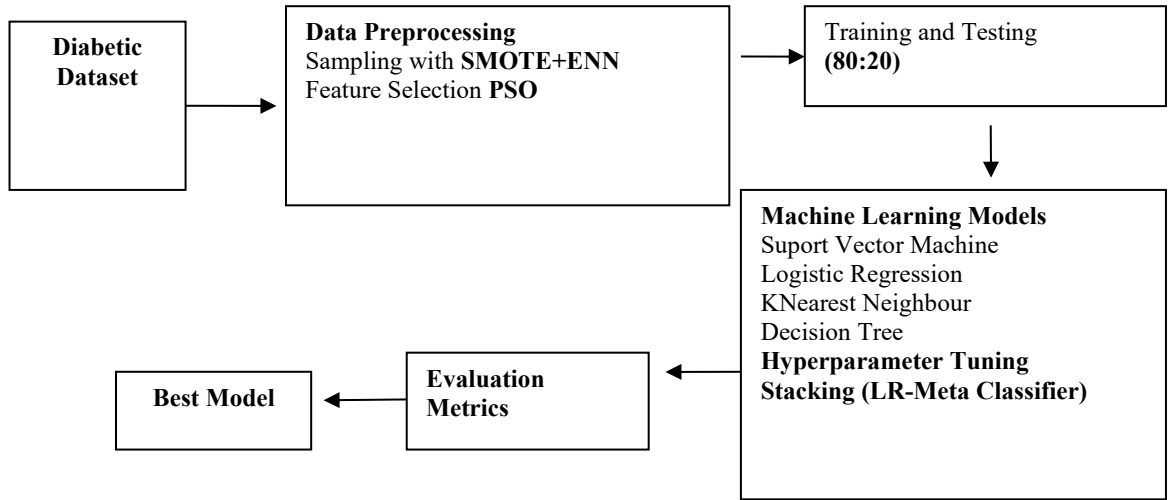 Diabetic
Dataset
Data Preprocessing
Sampling with SMOTE+ENN
Feature Selection PSO
Training and Testing
(80:20)
Machine Learning Models
Suport Vector Machine
Logistic Regression
KNearest Neighbour
Decision Tree
Hyperparameter Tuning
Stacking (LR-Meta Classifier)
Evaluation
Metrics
Best Model